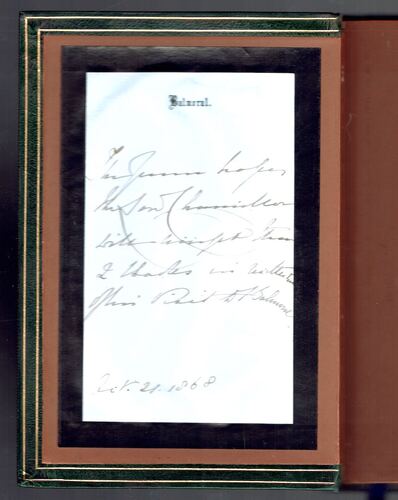 Balmoral.
The Queen hopes
the Lord Chancellor
will accept these
2 Books in
of his Visit to Balmoral
Oct. 21. 1868